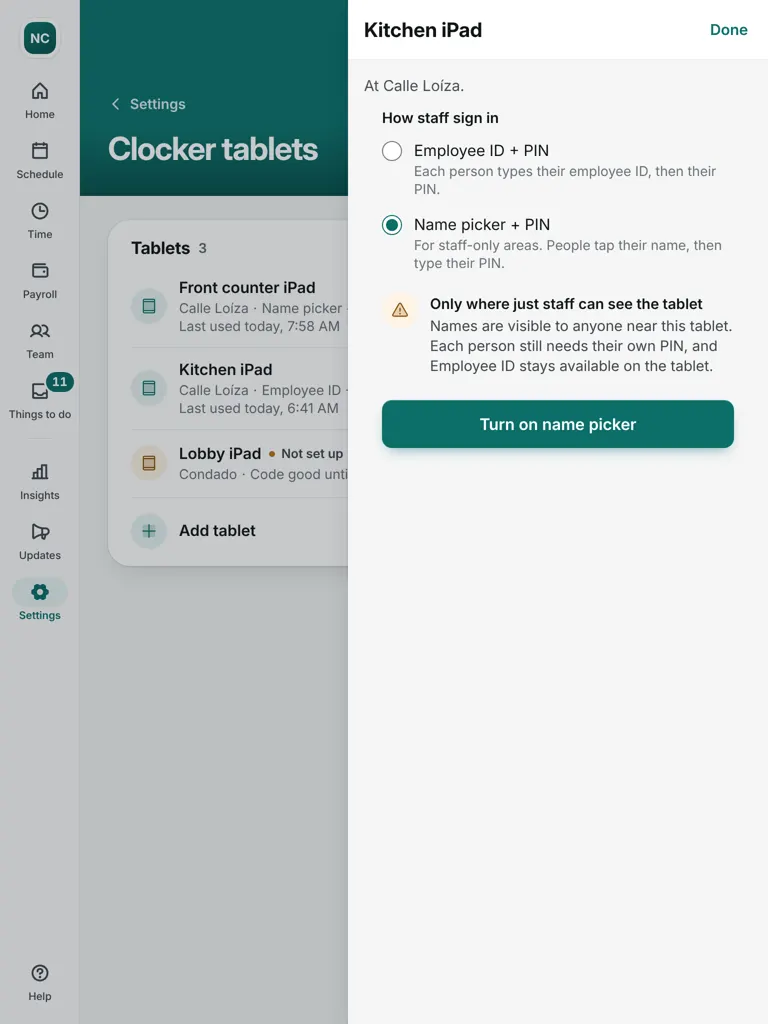 NC
Home
Schedule
Time
Payroll
Team
11
Things to do
Insights
Updates
Settings
Help
Settings
Clocker tablets
Tablets 3
Front counter iPad
Calle Loíza · Name picker
Last used today, 7:58 AM
Kitchen iPad
Calle Loíza · Employee ID ·
Last used today, 6:41 AM
Lobby iPad • Not set up
Condado · Code good unti
Add tablet
Kitchen iPad
Done
At Calle Loíza.
How staff sign in
Employee ID + PIN
Each person types their employee ID, then their
PIN.
Name picker + PIN
For staff-only areas. People tap their name, then
type their PIN.
Only where just staff can see the tablet
Names are visible to anyone near this tablet.
Each person still needs their own PIN, and
Employee ID stays available on the tablet.
Turn on name picker